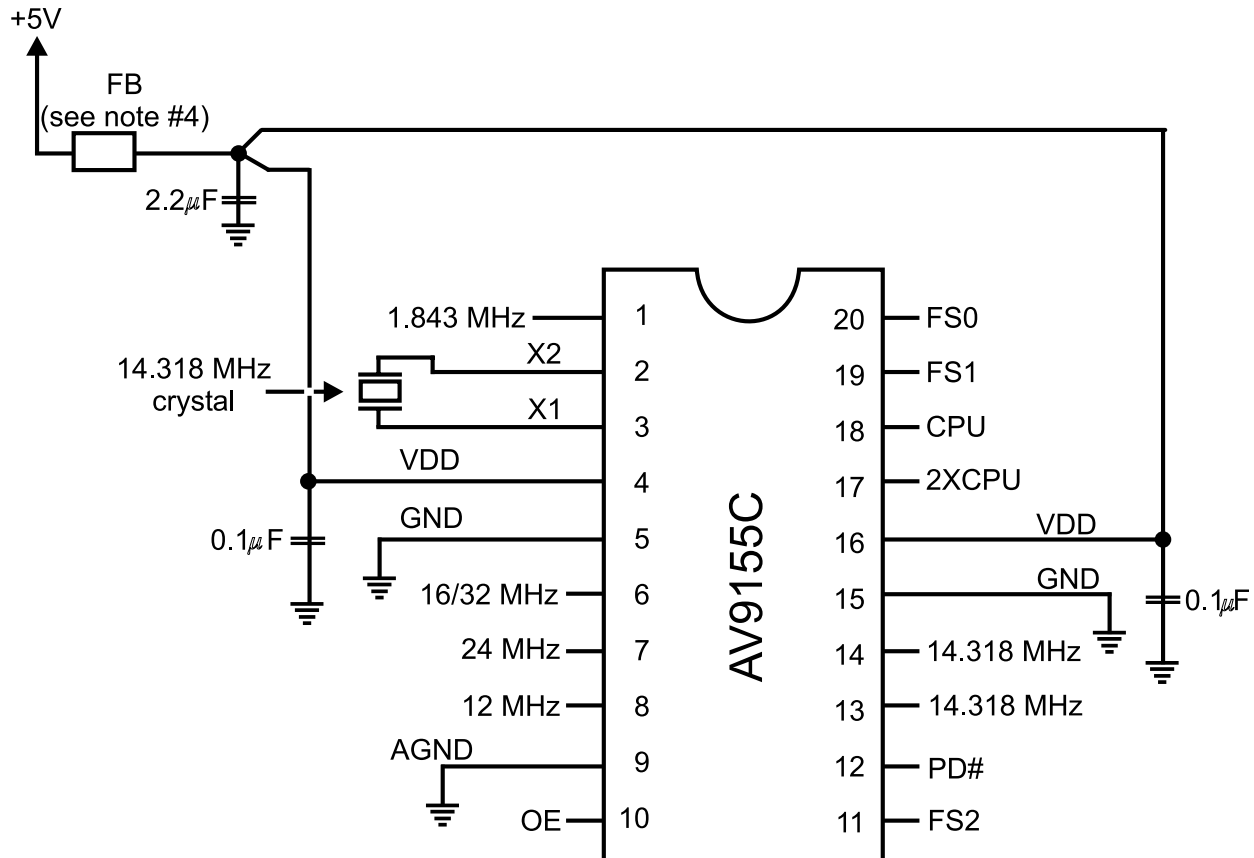 +5V
FB
(see note #4)
2.2µF
1.843 MHz
1
20
FS0
X2
14.318 MHz
crystal
2
19
FS1
X1
3
18
CPU
VDD
4
17
2XCPU
0.1µF
GND
5
16
VDD
16/32 MHz
6
15
GND
0.1µF
24 MHz
7
14
14.318 MHz
12 MHz
8
13
14.318 MHz
AGND
9
12
PD#
OE
10
11
FS2
AV9155C